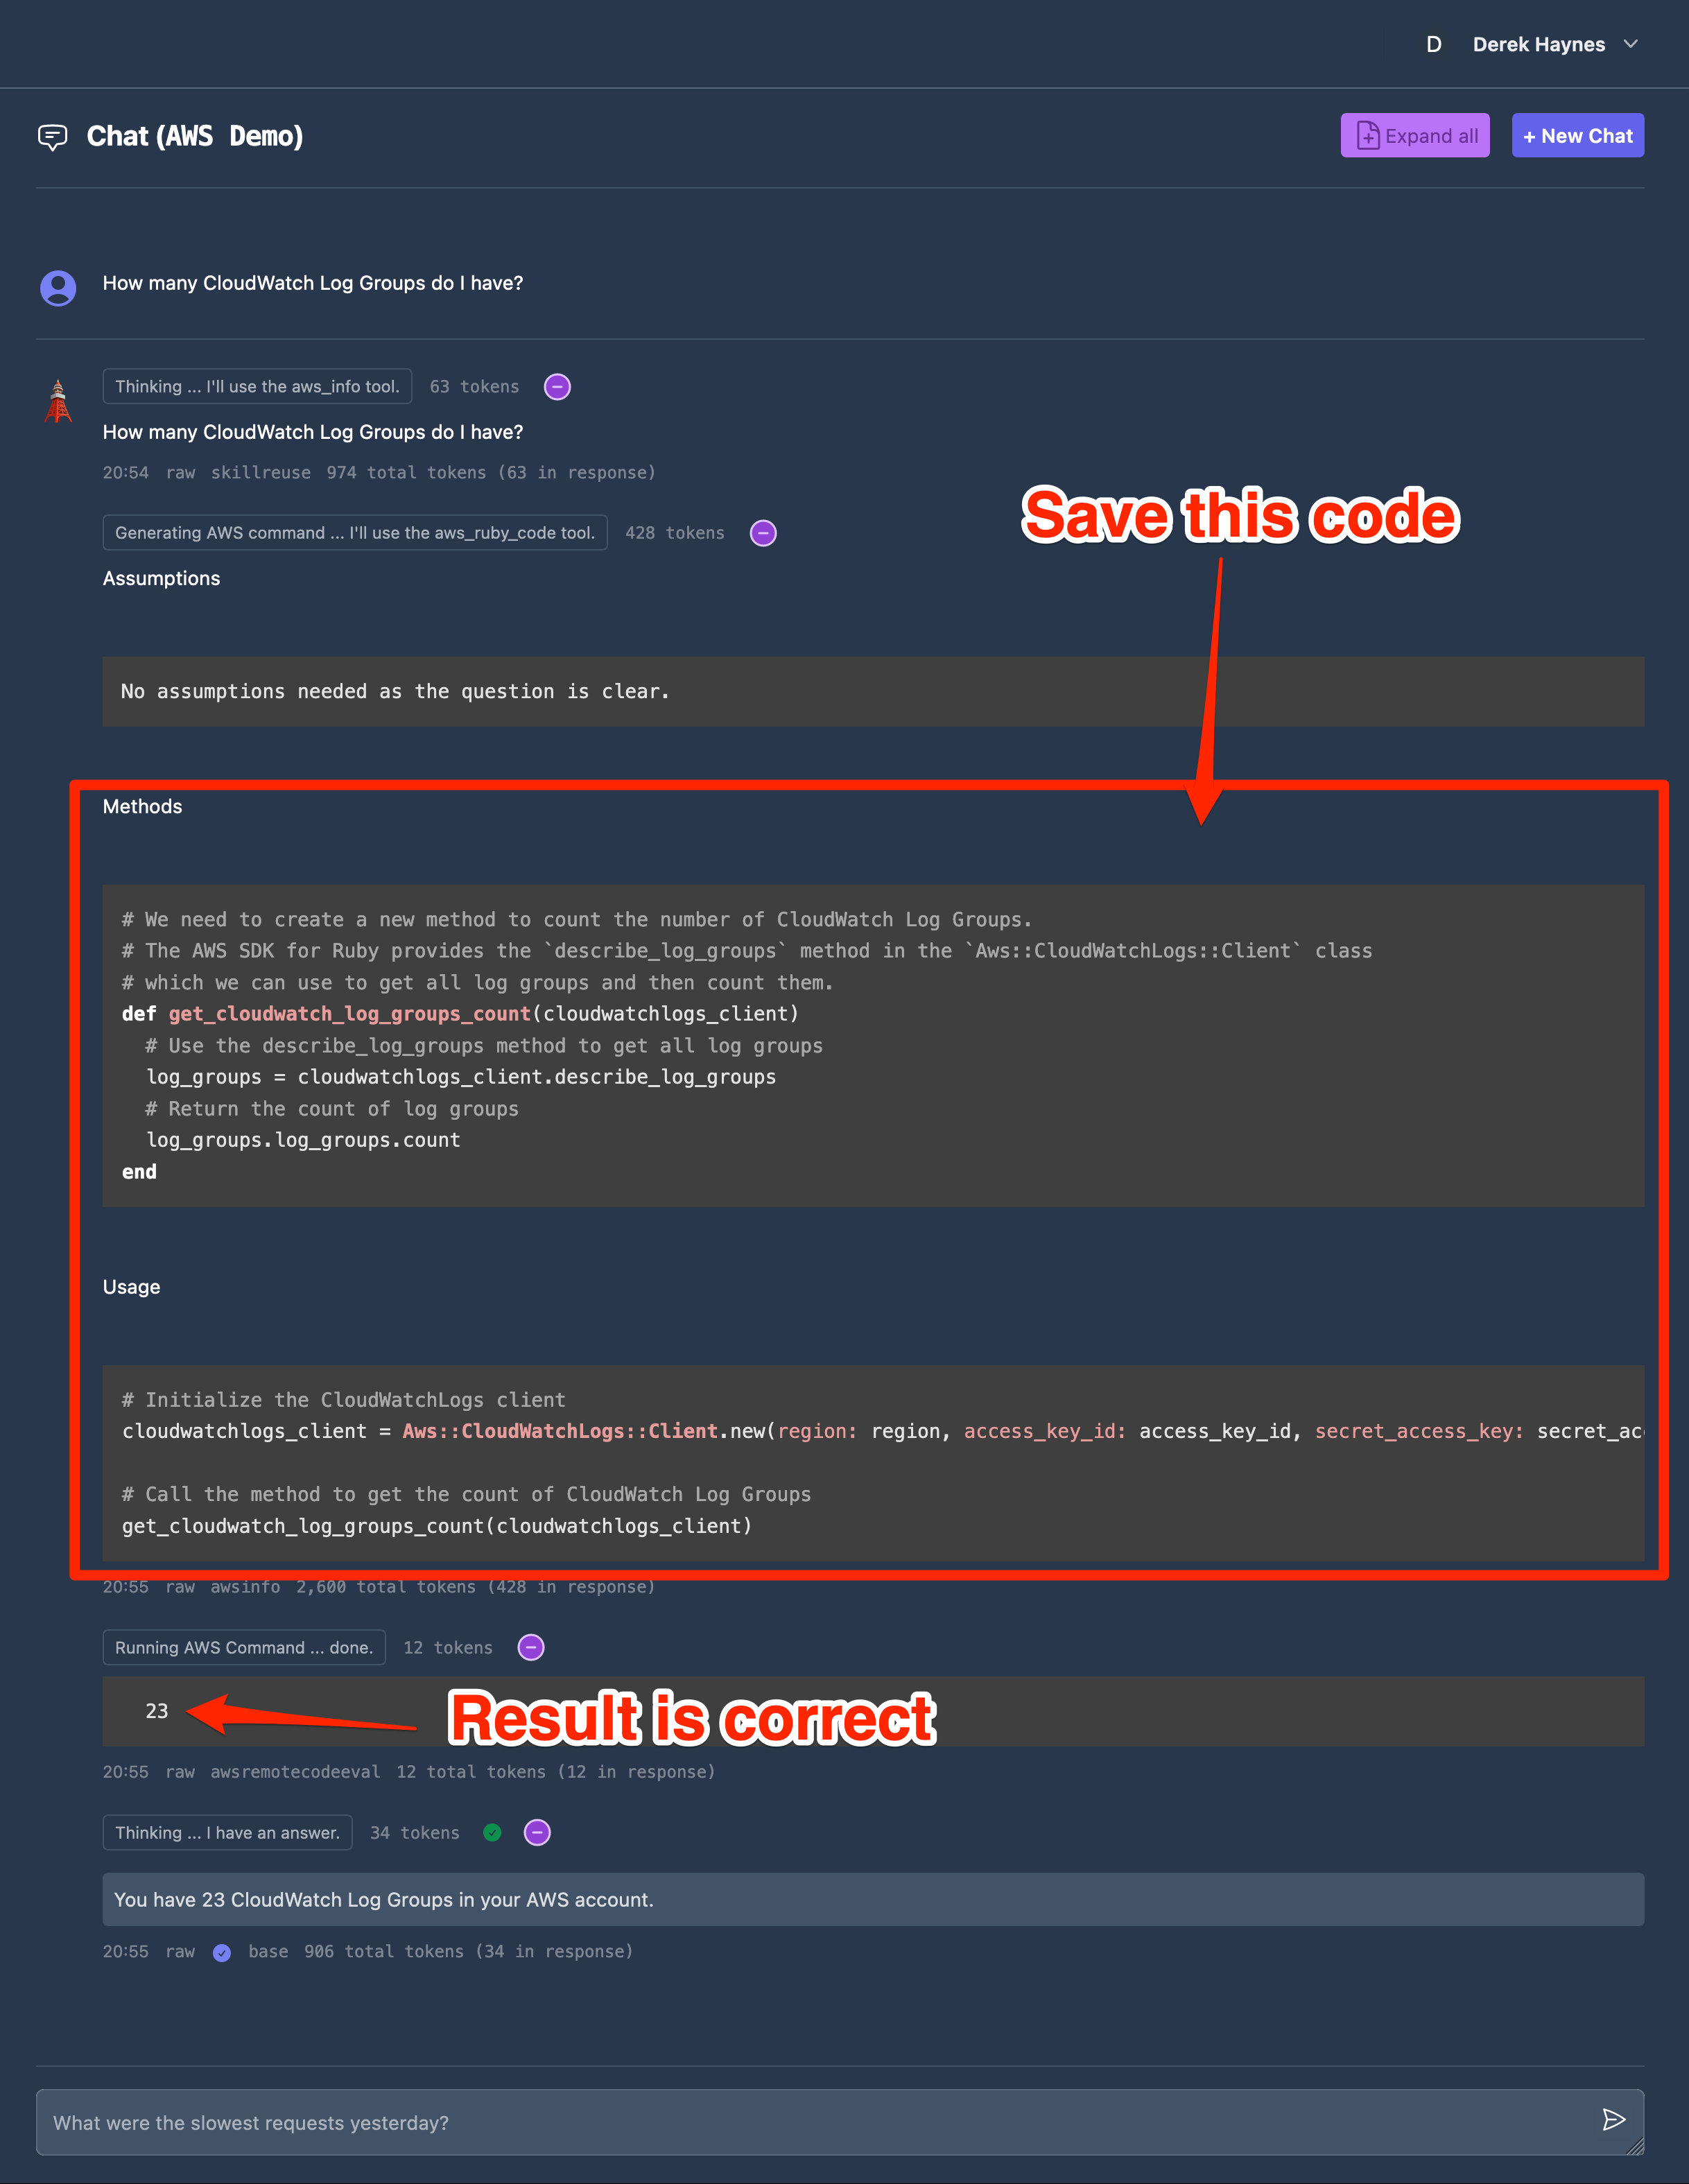 D Derek Haynes
Chat (AWS Demo)
Expand all
+ New Chat
How many CloudWatch Log Groups do I have?
Thinking ... I'll use the aws_info tool. 63 tokens
How many CloudWatch Log Groups do I have?
20:54 raw skillreuse 974 total tokens (63 in response)
Save this code
Generating AWS command ... I'll use the aws_ruby_code tool. 428 tokens
Assumptions
No assumptions needed as the question is clear.
Methods
# We need to create a new method to count the number of CloudWatch Log Groups.
# The AWS SDK for Ruby provides the `describe_log_groups` method in the `Aws::CloudWatchLogs::Client` class
# which we can use to get all log groups and then count them.
def get_cloudwatch_log_groups_count(cloudwatchlogs_client)
# Use the describe_log_groups method to get all log groups
log_groups = cloudwatchlogs_client.describe_log_groups
# Return the count of log groups
log_groups.log_groups.count
end
Usage
# Initialize the CloudWatchLogs client
cloudwatchlogs_client = Aws::CloudWatchLogs::Client.new(region: region, access_key_id: access_key_id, secret_access_key: secret_ac
# Call the method to get the count of CloudWatch Log Groups
get_cloudwatch_log_groups_count(cloudwatchlogs_client)
20:55 raw awsinfo 2,600 total tokens (428 in response)
Running AWS Command ... done. 12 tokens
23
Result is correct
20:55 raw awsremotecodeeval 12 total tokens (12 in response)
Thinking ... I have an answer. 34 tokens
You have 23 CloudWatch Log Groups in your AWS account.
20:55 raw base 906 total tokens (34 in response)
What were the slowest requests yesterday?